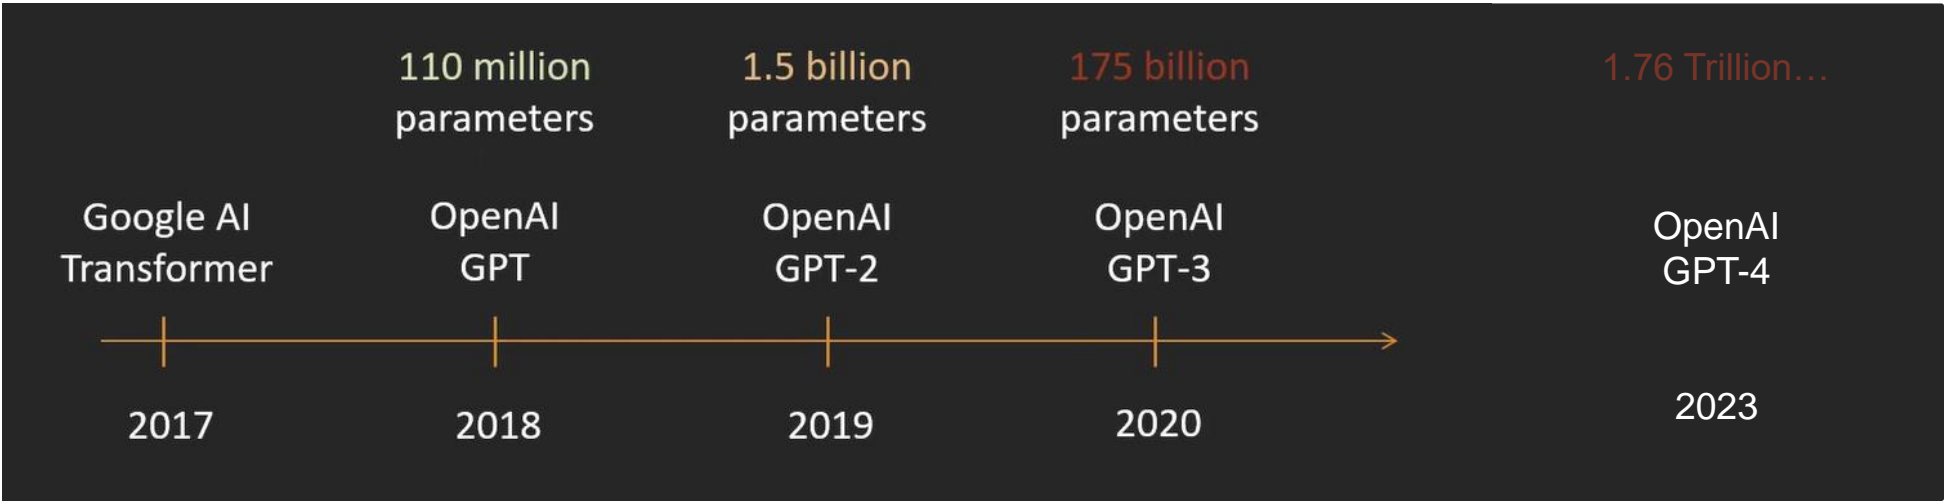 110 million
parameters
1.5 billion
parameters
175 billion
parameters
1.76 Trillion…
Google AI
Transformer
OpenAI
GPT
OpenAI
GPT-2
OpenAI
GPT-3
OpenAI
GPT-4
2017
2018
2019
2020
2023